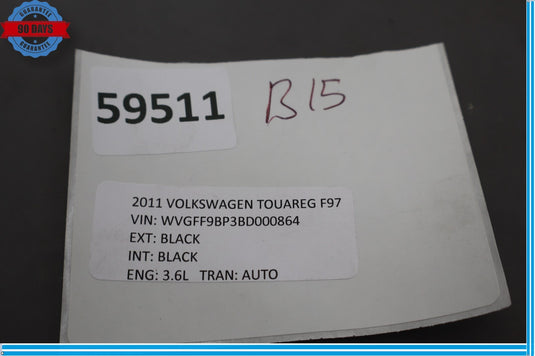 GUARANTEE
90 DAYS
GUARANTEE
59511
B15
2011 VOLKSWAGEN TOUAREG F97
VIN: WVGFF9BP3BD000864
EXT: BLACK
INT: BLACK
ENG: 3.6L TRAN: AUTO